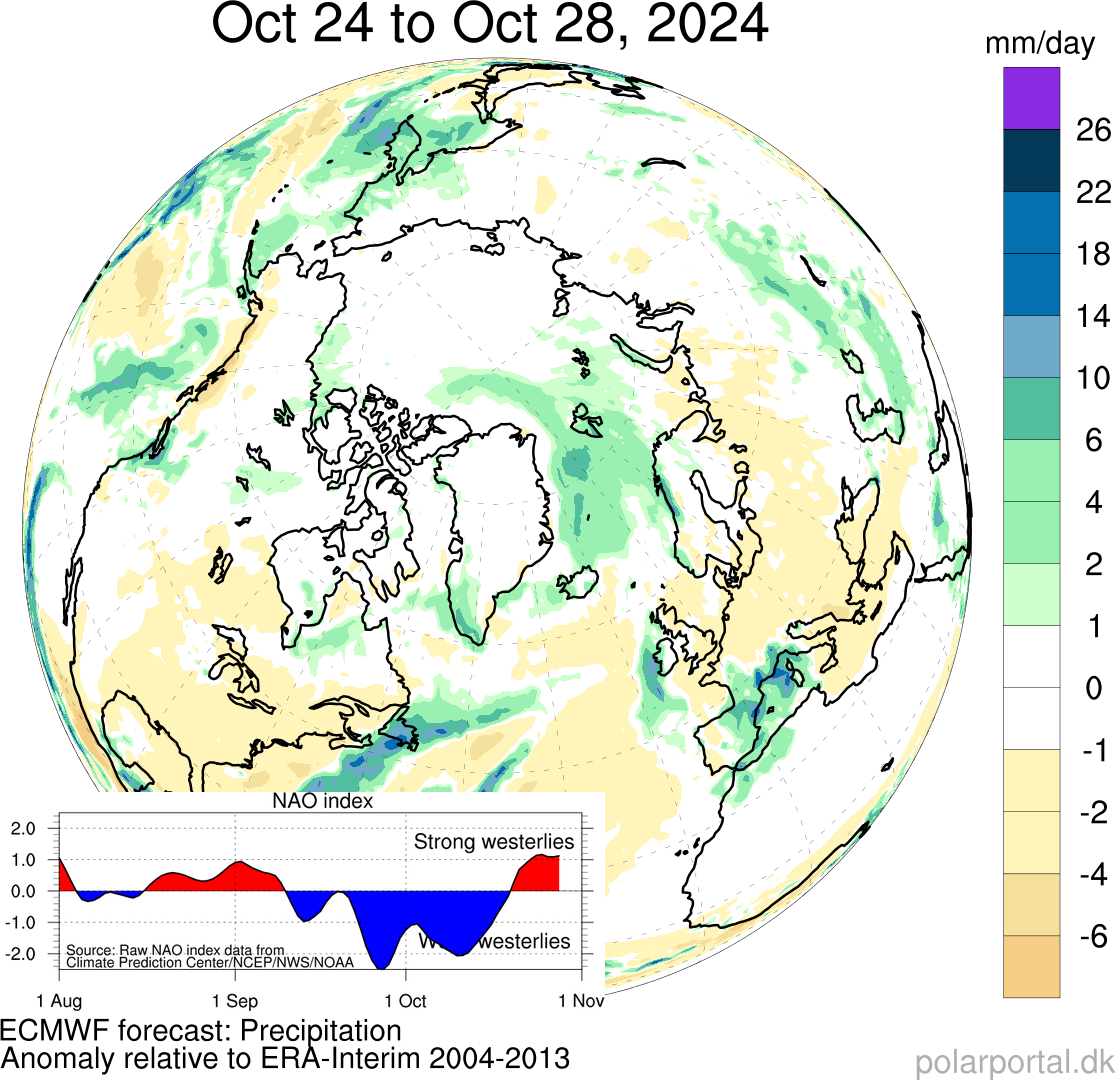 Oct 24 to Oct 28, 2024
mm/day
26
22
18
14
10
6
4
2
1
0
-1
-2
-4
-6
NAO index
2.0
1.0
0.0
-1.0
-2.0
Strong westerlies
westerlies
Source: Raw NAO index data from
Climate Prediction Center/NCEP/NWS/NOAA
1 Aug
1 Sep
1 Oct
1 Nov
ECMWF forecast: Precipitation
Anomaly relative to ERA-Interim 2004-2013
polarportal.dk